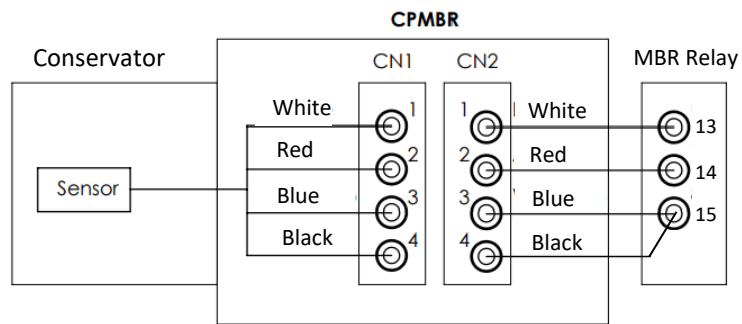 CPMBR
Conservator
CN1
CN2
MBR Relay
White
1
1
White
13
Red
2
2
Red
14
Sensor
Blue
3
3
Blue
15
Black
4
4
Black